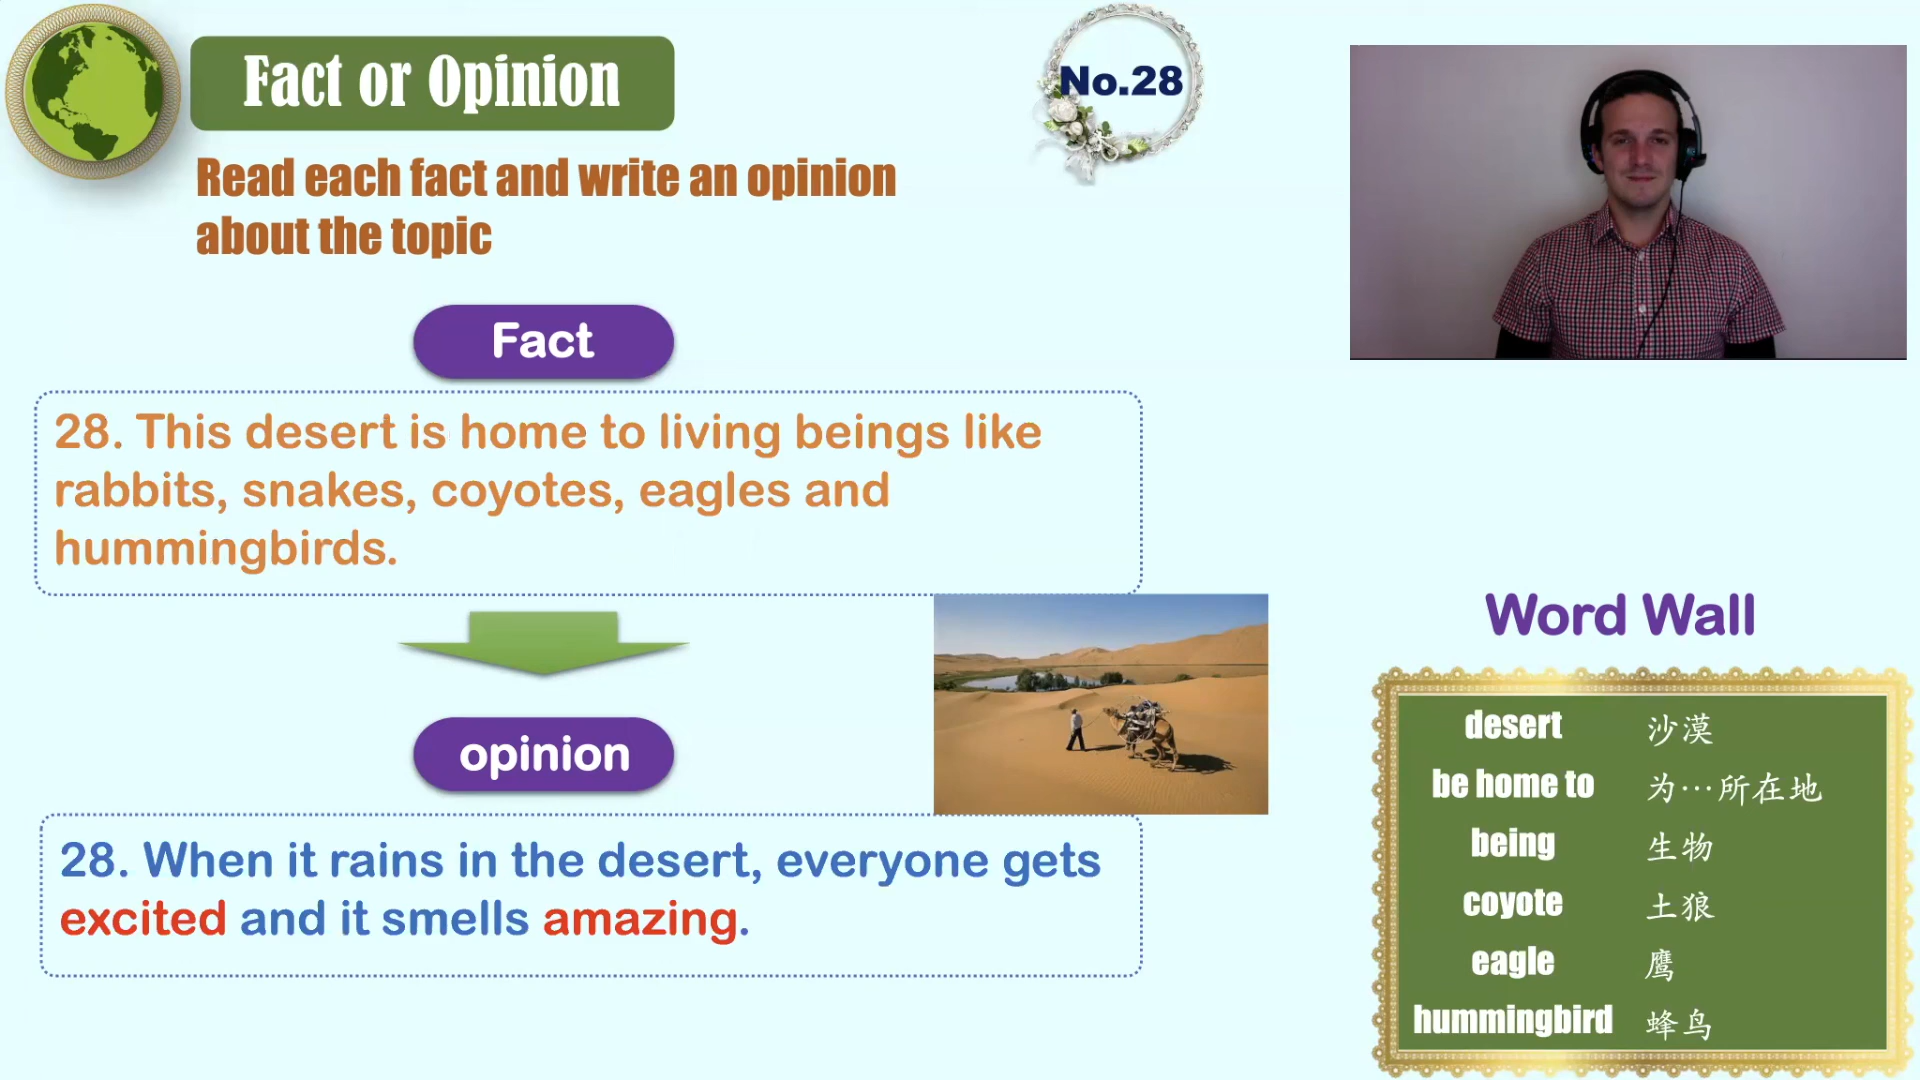 Fact or Opinion
No.28
Read each fact and write an opinion
about the topic
Fact
28. This desert is home to living beings like
rabbits, snakes, coyotes, eagles and
hummingbirds.
opinion
28. When it rains in the desert, everyone gets
excited and it smells amazing.
Word Wall
desert 沙漠
be home to 为…所在地
being 生物
coyote 土狼
eagle 鹰
hummingbird 蜂鸟